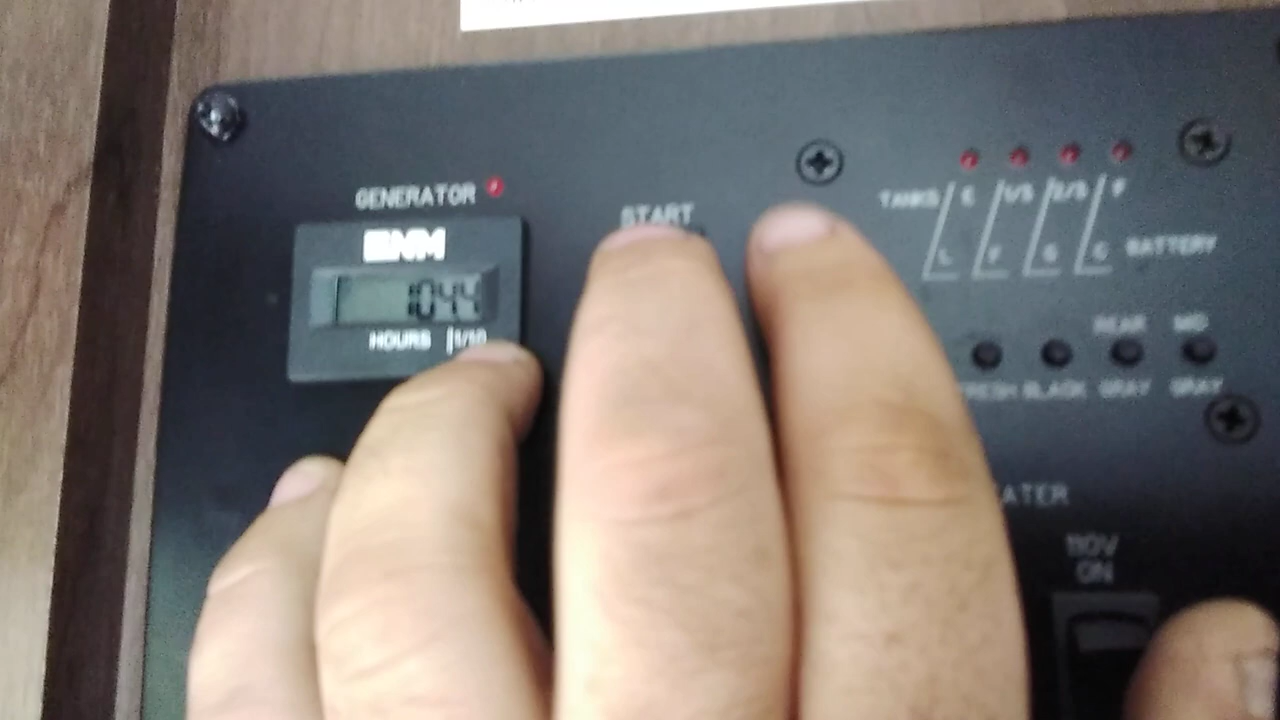 GENERATOR
ENM
1044
HOURS 1/10
START
TANKS E 1/3 2/3 F
L F G C BATTERY
REAR MID
FRESH BLACK GRAY GRAY
ATER
110V
ON